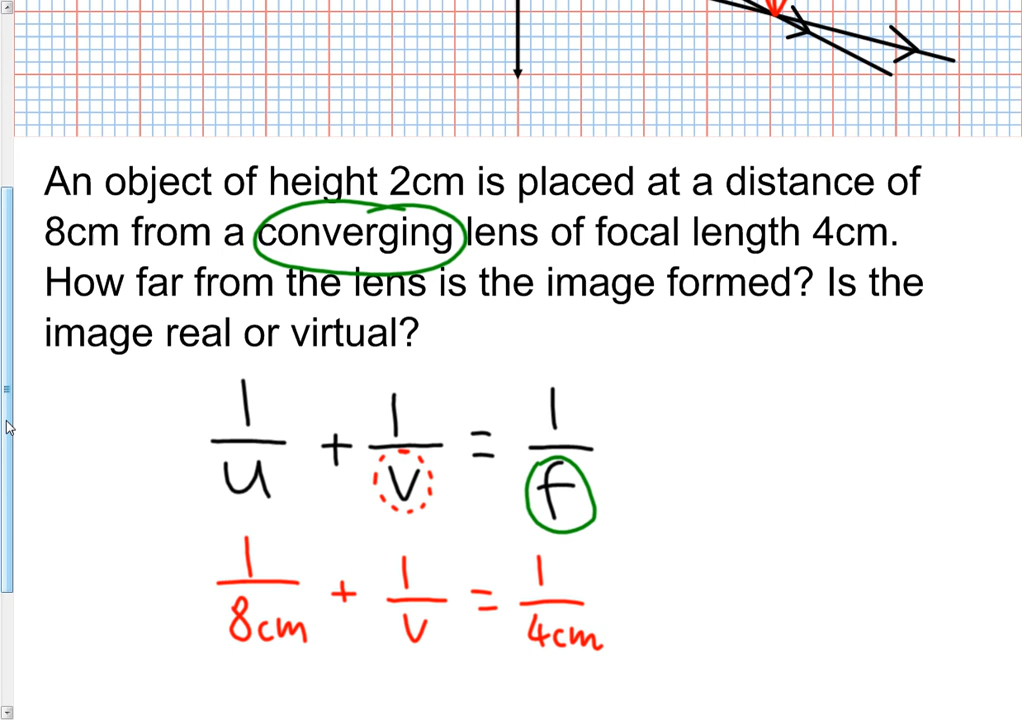 An object of height 2cm is placed at a distance of
8cm from a converging lens of focal length 4cm.
How far from the lens is the image formed? Is the
image real or virtual?
1/u + 1/v = 1/f
1/8cm + 1/v = 1/4cm